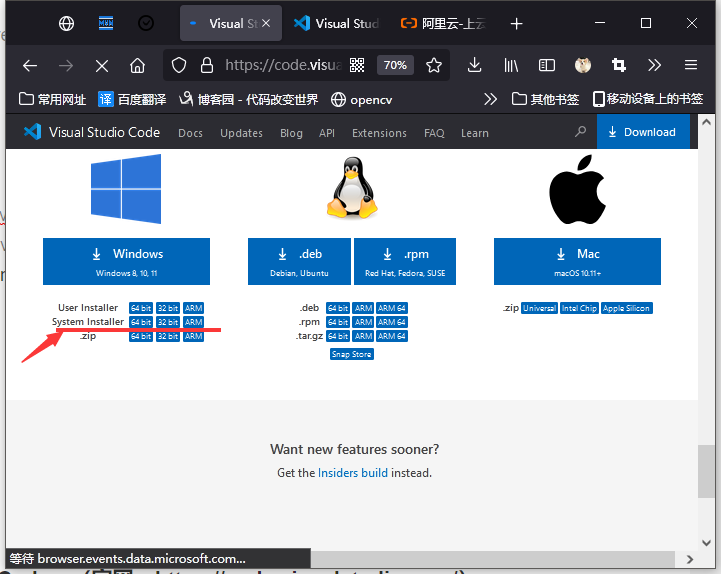 Visual St
Visual Stud
阿里云-上云
https://code.visua
70%
常用网址
译 百度翻译
博客园 - 代码改变世界
opencv
其他书签
移动设备上的书签
Visual Studio Code
Docs
Updates
Blog
API
Extensions
FAQ
Learn
Download
Windows
Windows 8, 10, 11
.deb
Debian, Ubuntu
.rpm
Red Hat, Fedora, SUSE
Mac
macOS 10.11+
User Installer 64 bit 32 bit ARM
System Installer 64 bit 32 bit ARM
.zip 64 bit 32 bit ARM
.deb 64 bit ARM ARM 64
.rpm 64 bit ARM ARM 64
.tar.gz 64 bit ARM ARM 64
Snap Store
.zip Universal Intel Chip Apple Silicon
Want new features sooner?
Get the Insiders build instead.
等待 browser.events.data.microsoft.com...